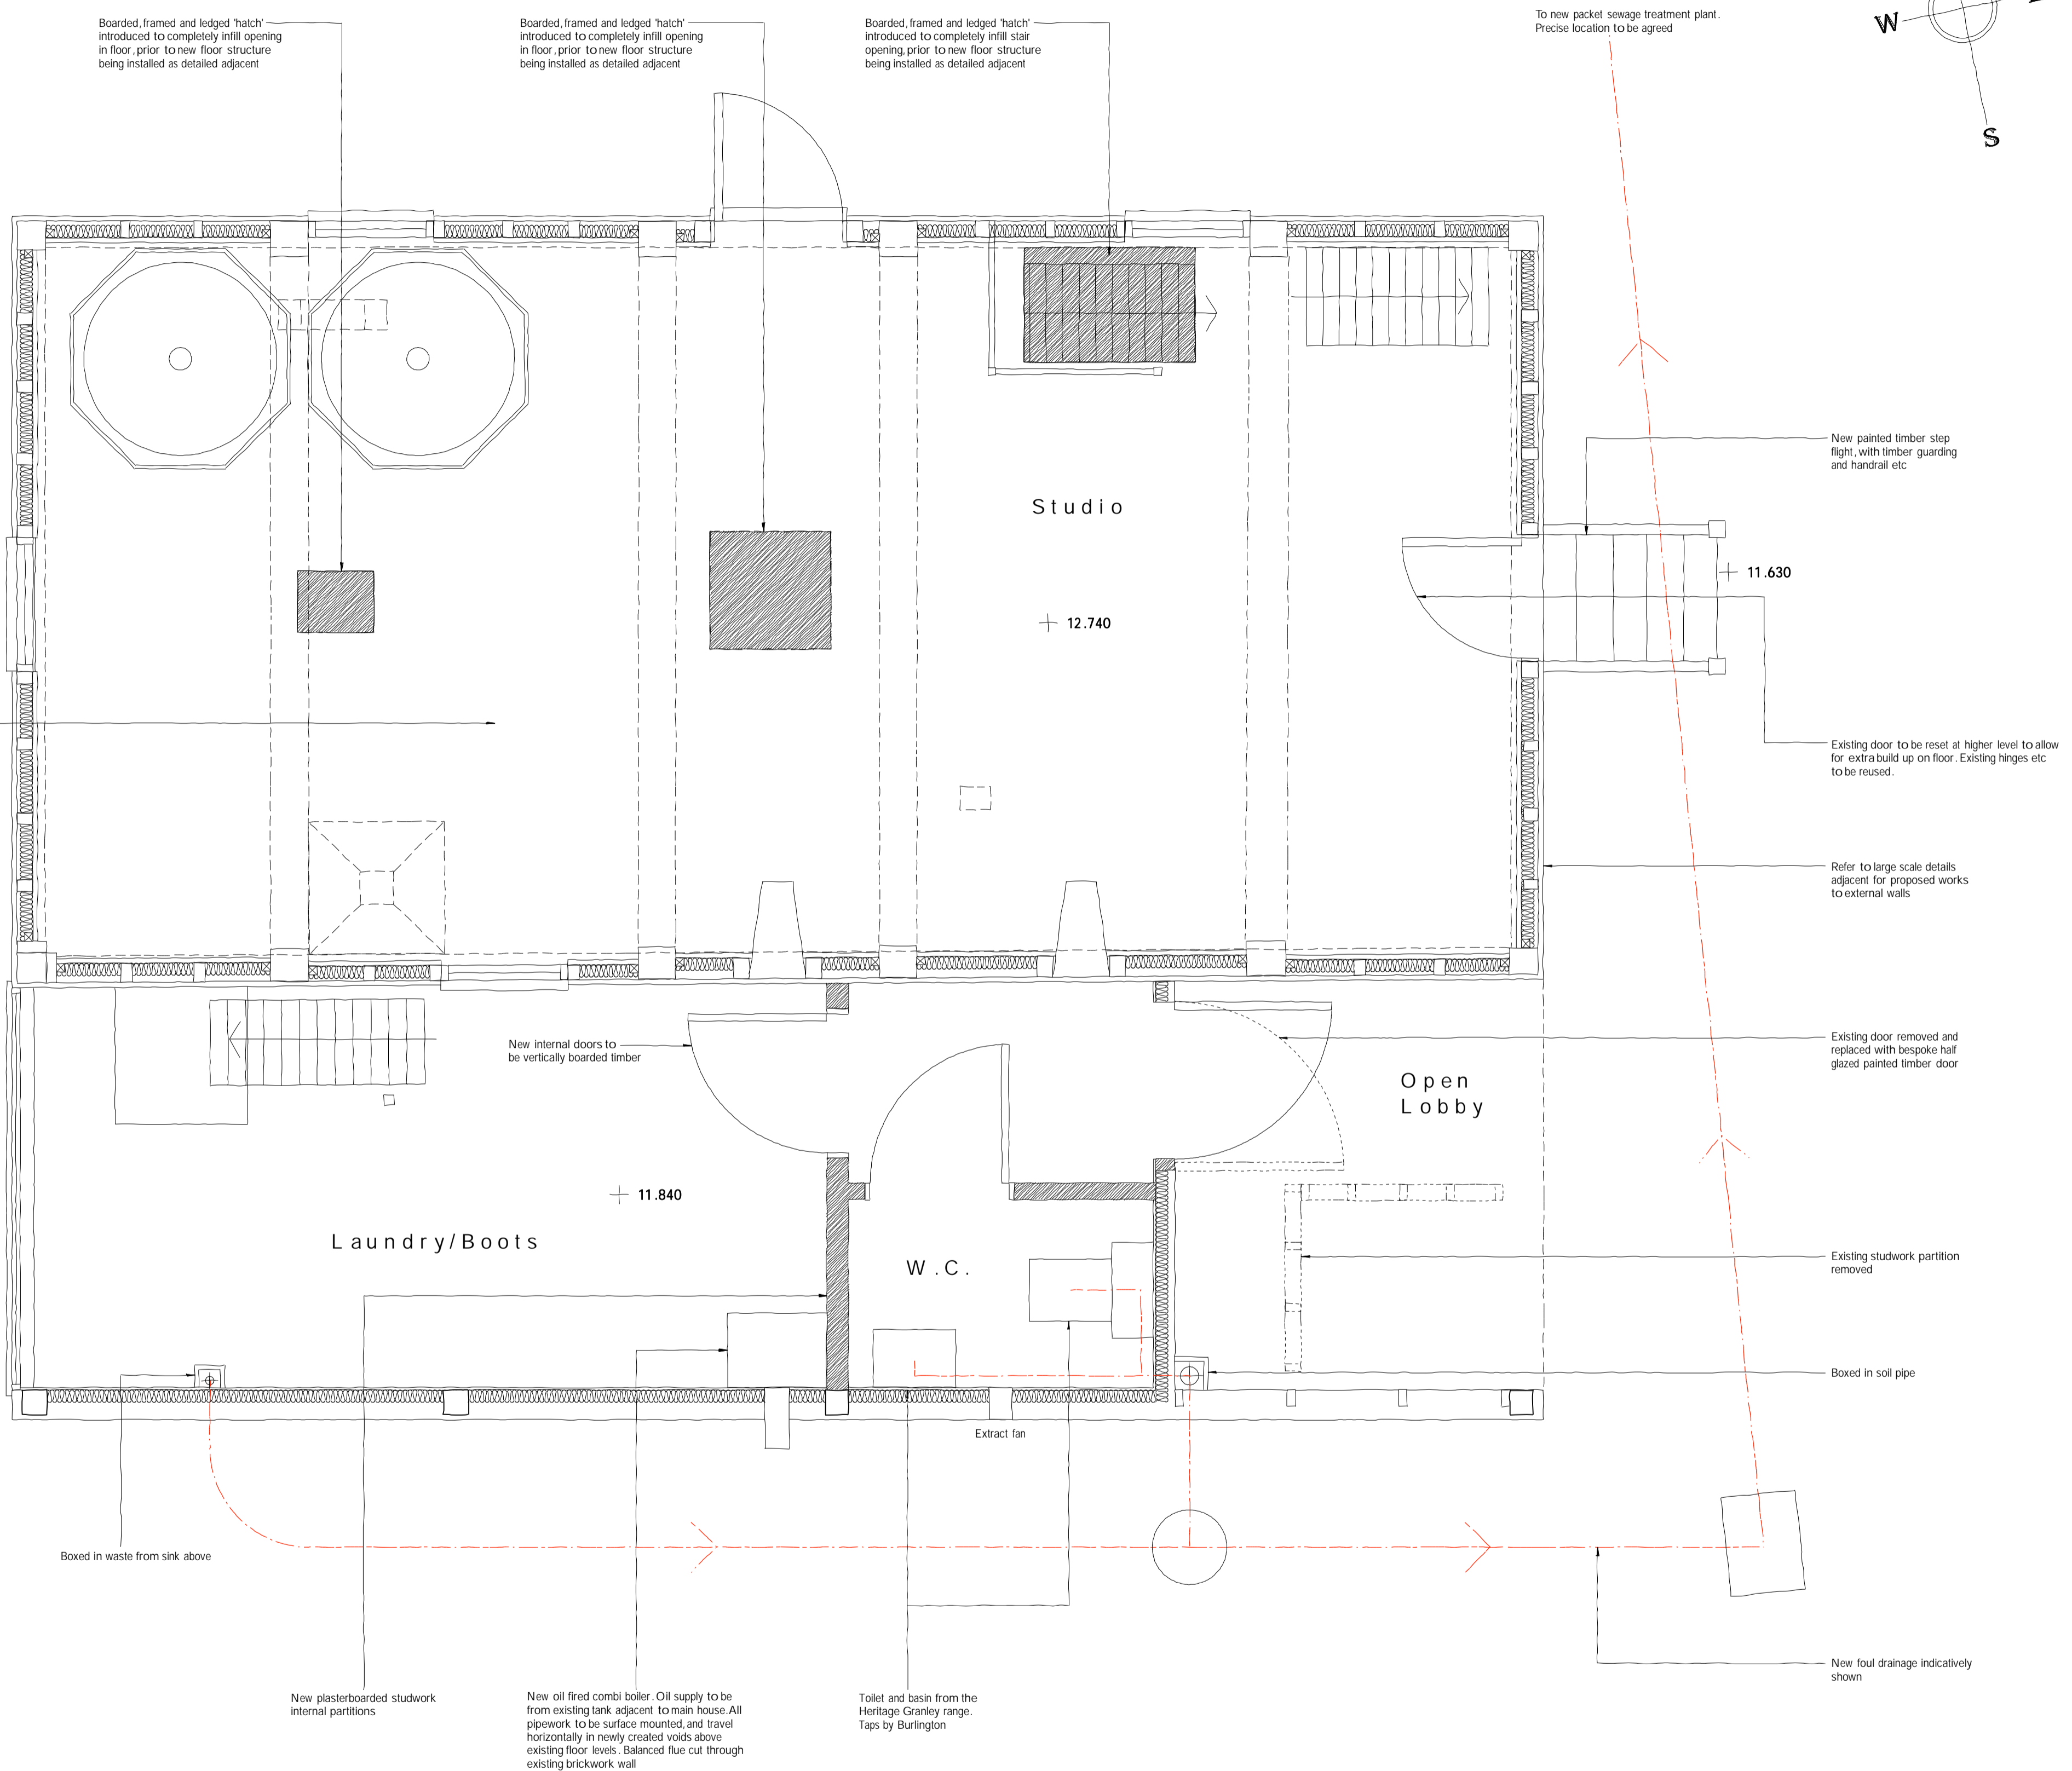 Boarded, framed and ledged 'hatch'
introduced to completely infill opening
in floor, prior to new floor structure
being installed as detailed adjacent
Boarded, framed and ledged 'hatch'
introduced to completely infill opening
in floor, prior to new floor structure
being installed as detailed adjacent
Boarded, framed and ledged 'hatch'
introduced to completely infill stair
opening, prior to new floor structure
being installed as detailed adjacent
To new packet sewage treatment plant.
Precise location to be agreed
W
S
New painted timber step
flight, with timber guarding
and handrail etc
Studio
11.630
12.740
Existing door to be reset at higher level to allow
for extra build up on floor. Existing hinges etc
to be reused.
Refer to large scale details
adjacent for proposed works
to external walls
New internal doors to
be vertically boarded timber
Existing door removed and
replaced with bespoke half
glazed painted timber door
Open
Lobby
11.840
Laundry/Boots
W.C.
Existing studwork partition
removed
Boxed in soil pipe
Extract fan
Boxed in waste from sink above
New foul drainage indicatively
shown
New plasterboarded studwork
internal partitions
New oil fired combi boiler. Oil supply to be
from existing tank adjacent to main house. All
pipework to be surface mounted, and travel
horizontally in newly created voids above
existing floor levels. Balanced flue cut through
existing brickwork wall
Toilet and basin from the
Heritage Granley range.
Taps by Burlington